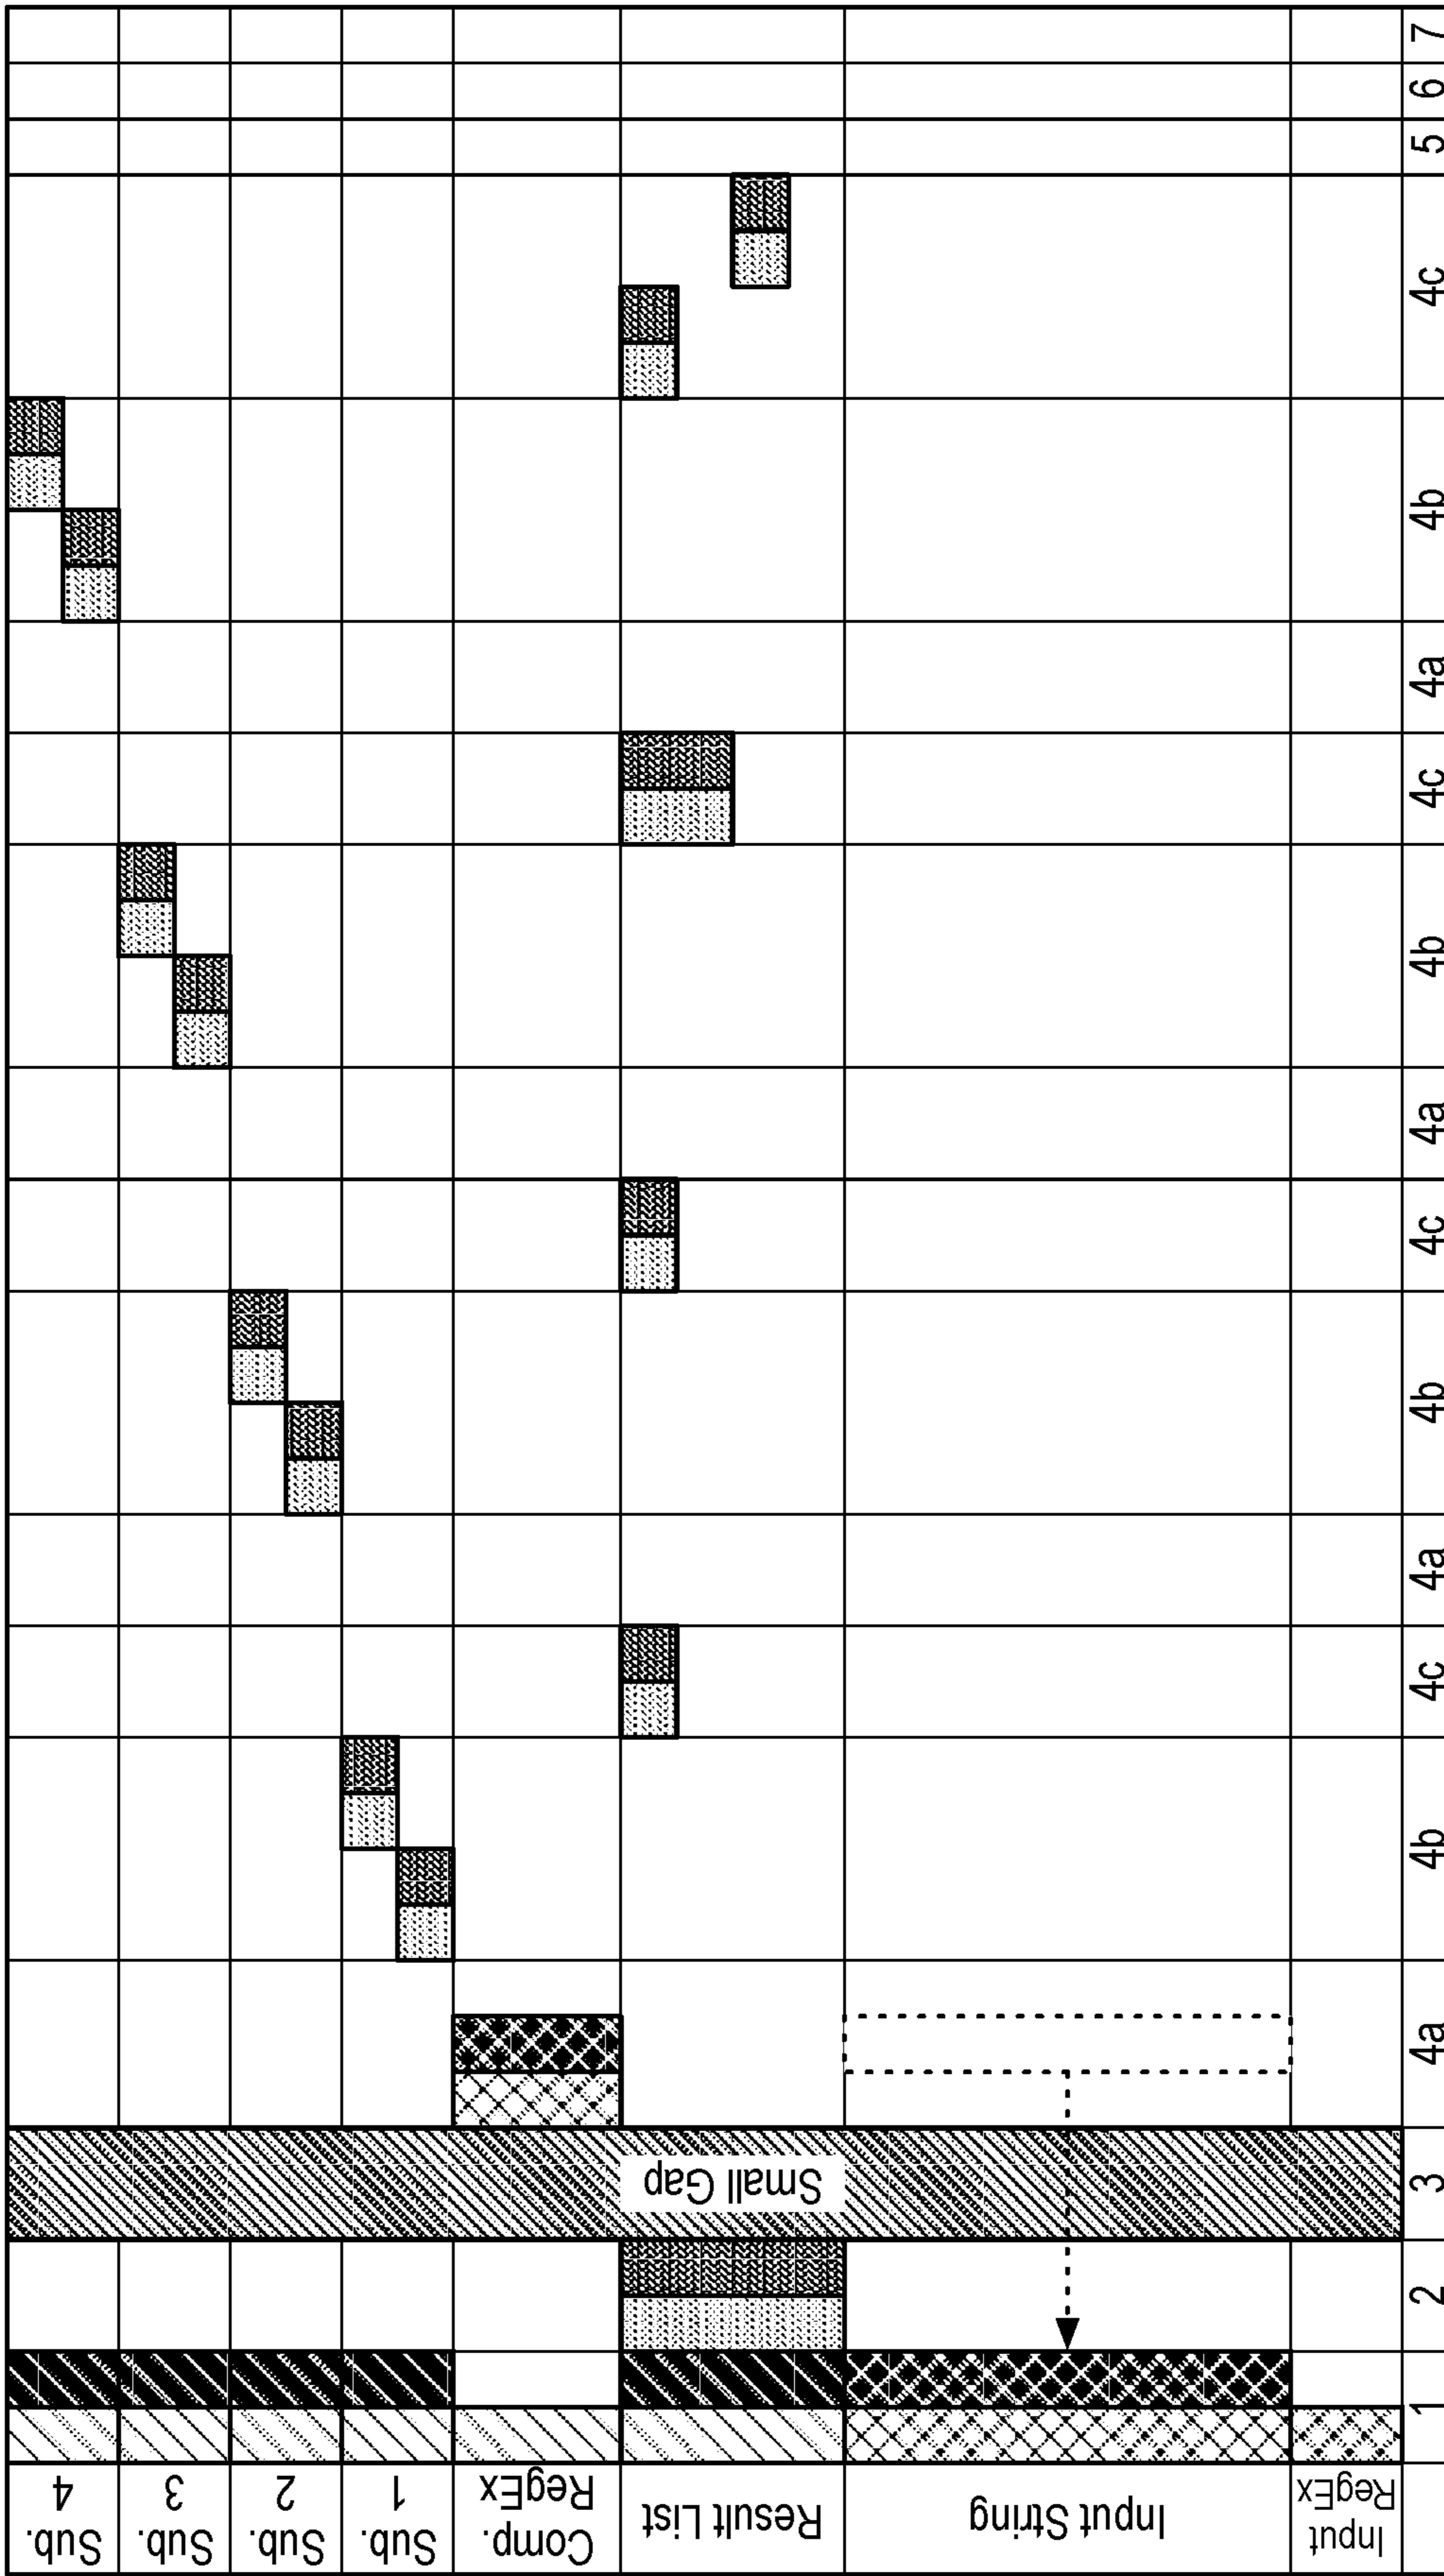 Input
RegEx
Input String
Result List
Comp.
RegEx
Sub.
1
Sub.
2
Sub.
3
Sub.
4
Small Gap
1
2
3
4a
4b
4c
4a
4b
4c
4a
4b
4c
4a
4b
4c
5
6
7